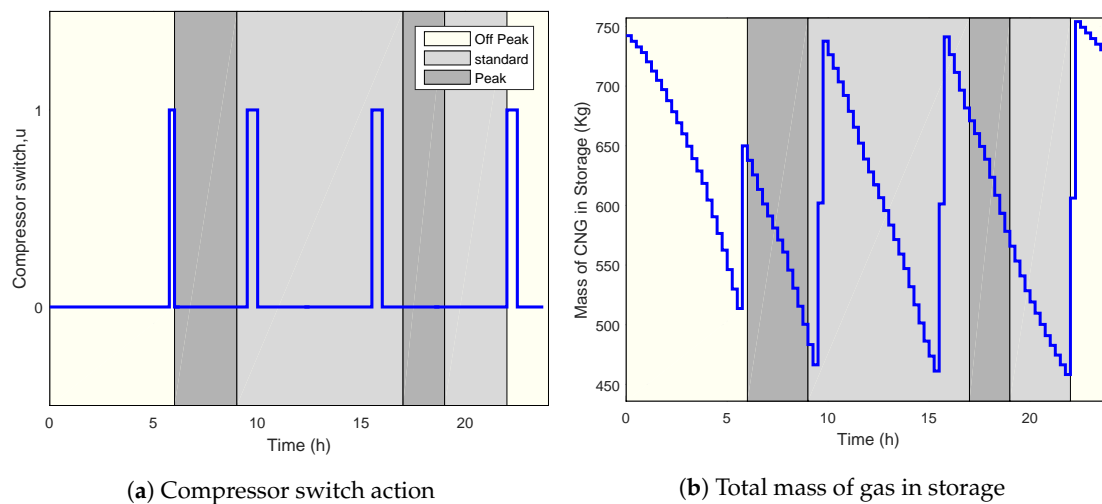 Off Peak
standard
Peak
Compressor switch,u
1
0
0
5
10
15
20
Time (h)
(a) Compressor switch action
Mass of CNG in Storage (Kg)
750
700
650
600
550
500
450
0
5
10
15
20
Time (h)
(b) Total mass of gas in storage